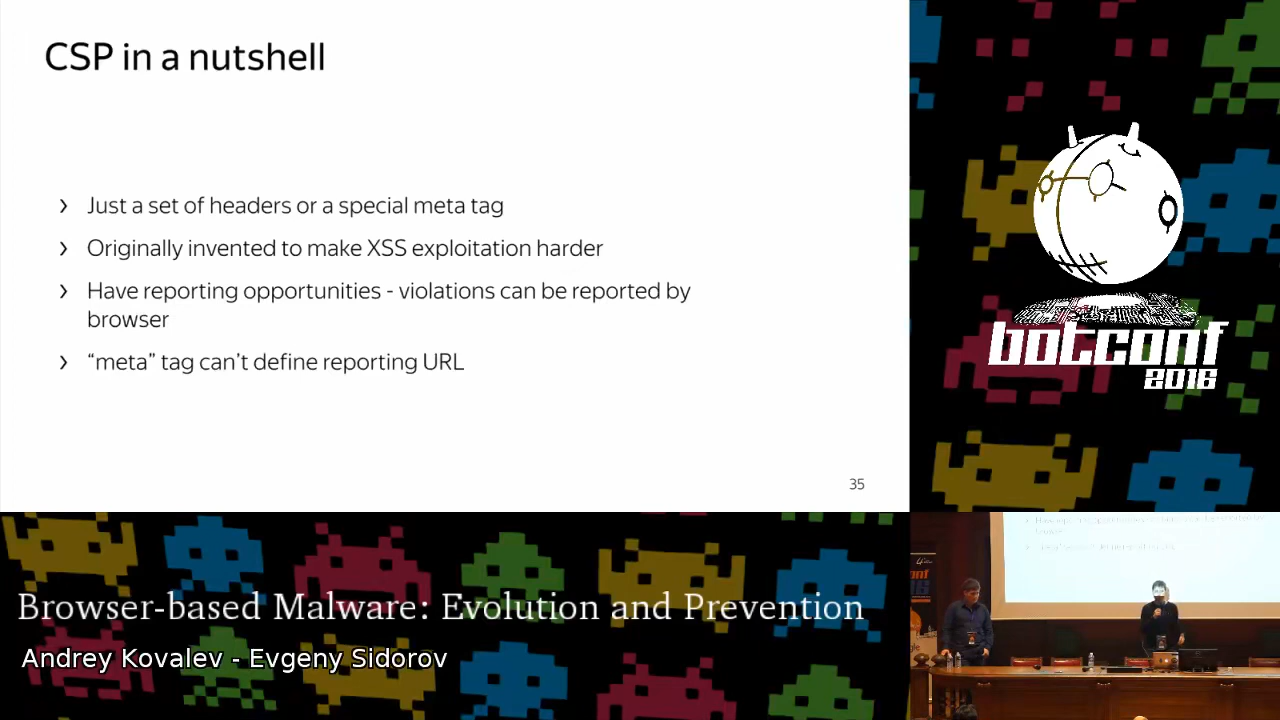 CSP in a nutshell
› Just a set of headers or a special meta tag
› Originally invented to make XSS exploitation harder
› Have reporting opportunities - violations can be reported by
browser
› “meta” tag can’t define reporting URL
35
botconf
2016
Browser-based Malware: Evolution and Prevention
Andrey Kovalev - Evgeny Sidorov